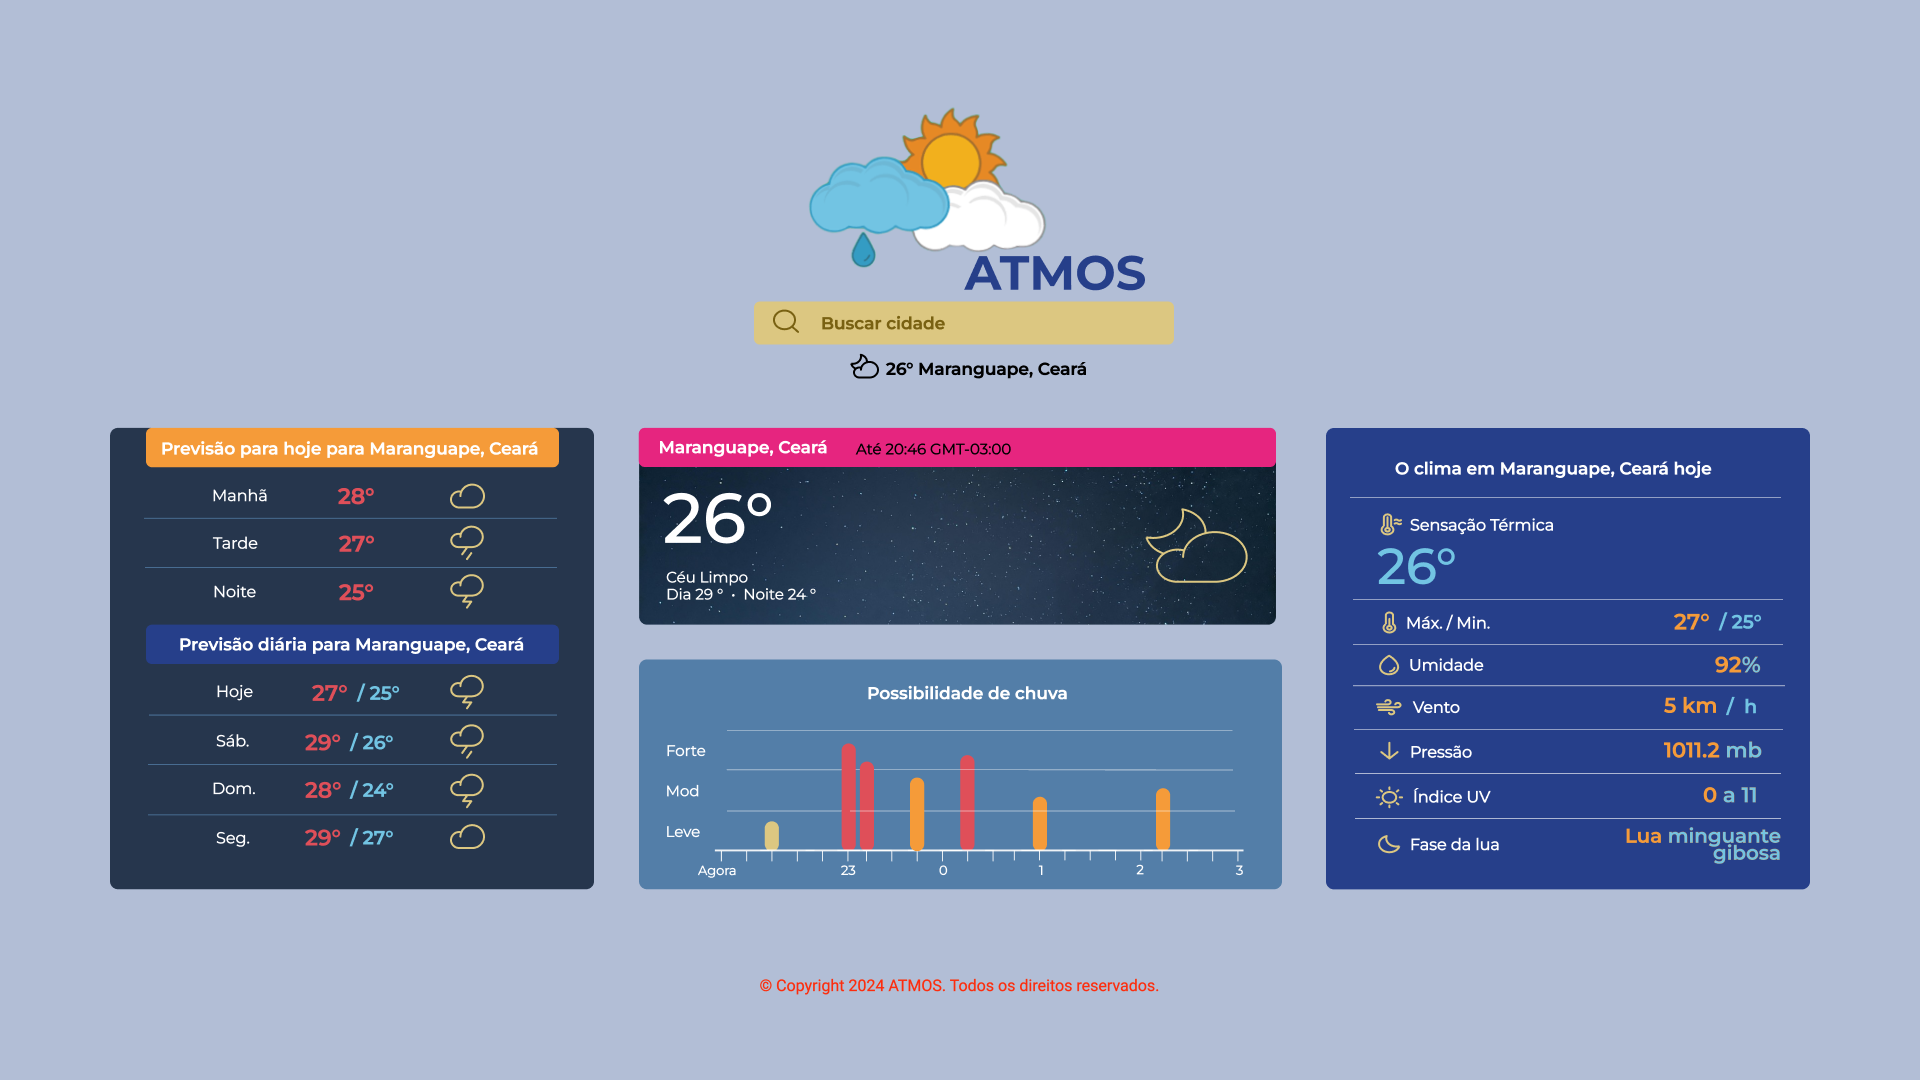 ATMOS
Buscar cidade
26° Maranguape, Ceará
Previsão para hoje para Maranguape, Ceará
Manhã 28°
Tarde 27°
Noite 25°
Previsão diária para Maranguape, Ceará
Hoje 27° / 25°
Sáb. 29° / 26°
Dom. 28° / 24°
Seg. 29° / 27°
Maranguape, Ceará Até 20:46 GMT-03:00
26°
Céu Limpo
Dia 29 ° • Noite 24 °
Possibilidade de chuva
Forte
Mod
Leve
Agora 23 0 1 2 3
O clima em Maranguape, Ceará hoje
Sensação Térmica
26°
Máx. / Min. 27° / 25°
Umidade 92%
Vento 5 km / h
Pressão 1011.2 mb
Índice UV 0 a 11
Fase da lua Lua minguante
gibosa
© Copyright 2024 ATMOS. Todos os direitos reservados.